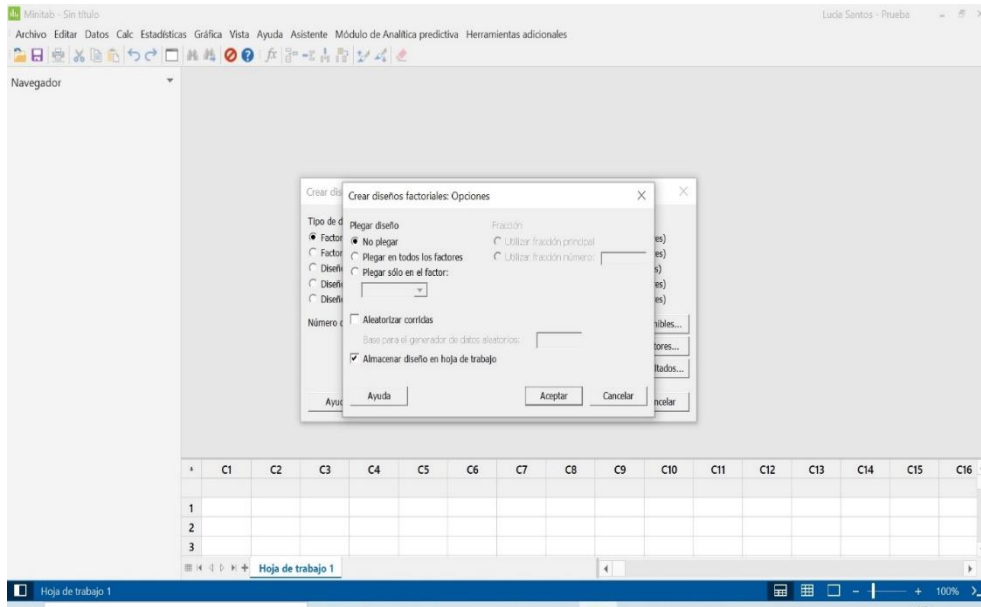 Minitab - Sin título
Lucia Santos - Prueba
Archivo Editar Datos Calc Estadísticas Gráfica Vista Ayuda Asistente Módulo de Analítica predictiva Herramientas adicionales
Navegador
Crear dis
Crear diseños factoriales: Opciones
Tipo de d
Factor
Factor
Diseñ
Diseñ
Diseñ
Número d
Ayud
Plegar diseño
No plegar
Plegar en todos los factores
Plegar sólo en el factor:
Fracción
Utilizar fracción principal
Utilizar fracción número:
Aleatorizar corridas
Base para el generador de datos aleatorios:
Almacenar diseño en hoja de trabajo
Ayuda Aceptar Cancelar
es)
es)
s)
es)
es)
nibles...
tores...
ltados...
ncelar
C1 C2 C3 C4 C5 C6 C7 C8 C9 C10 C11 C12 C13 C14 C15 C16
1
2
3
Hoja de trabajo 1
Hoja de trabajo 1
100%